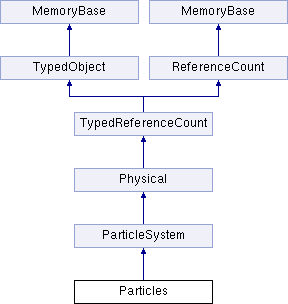 MemoryBase MemoryBase
TypedObject ReferenceCount
TypedReferenceCount
Physical
ParticleSystem
Particles